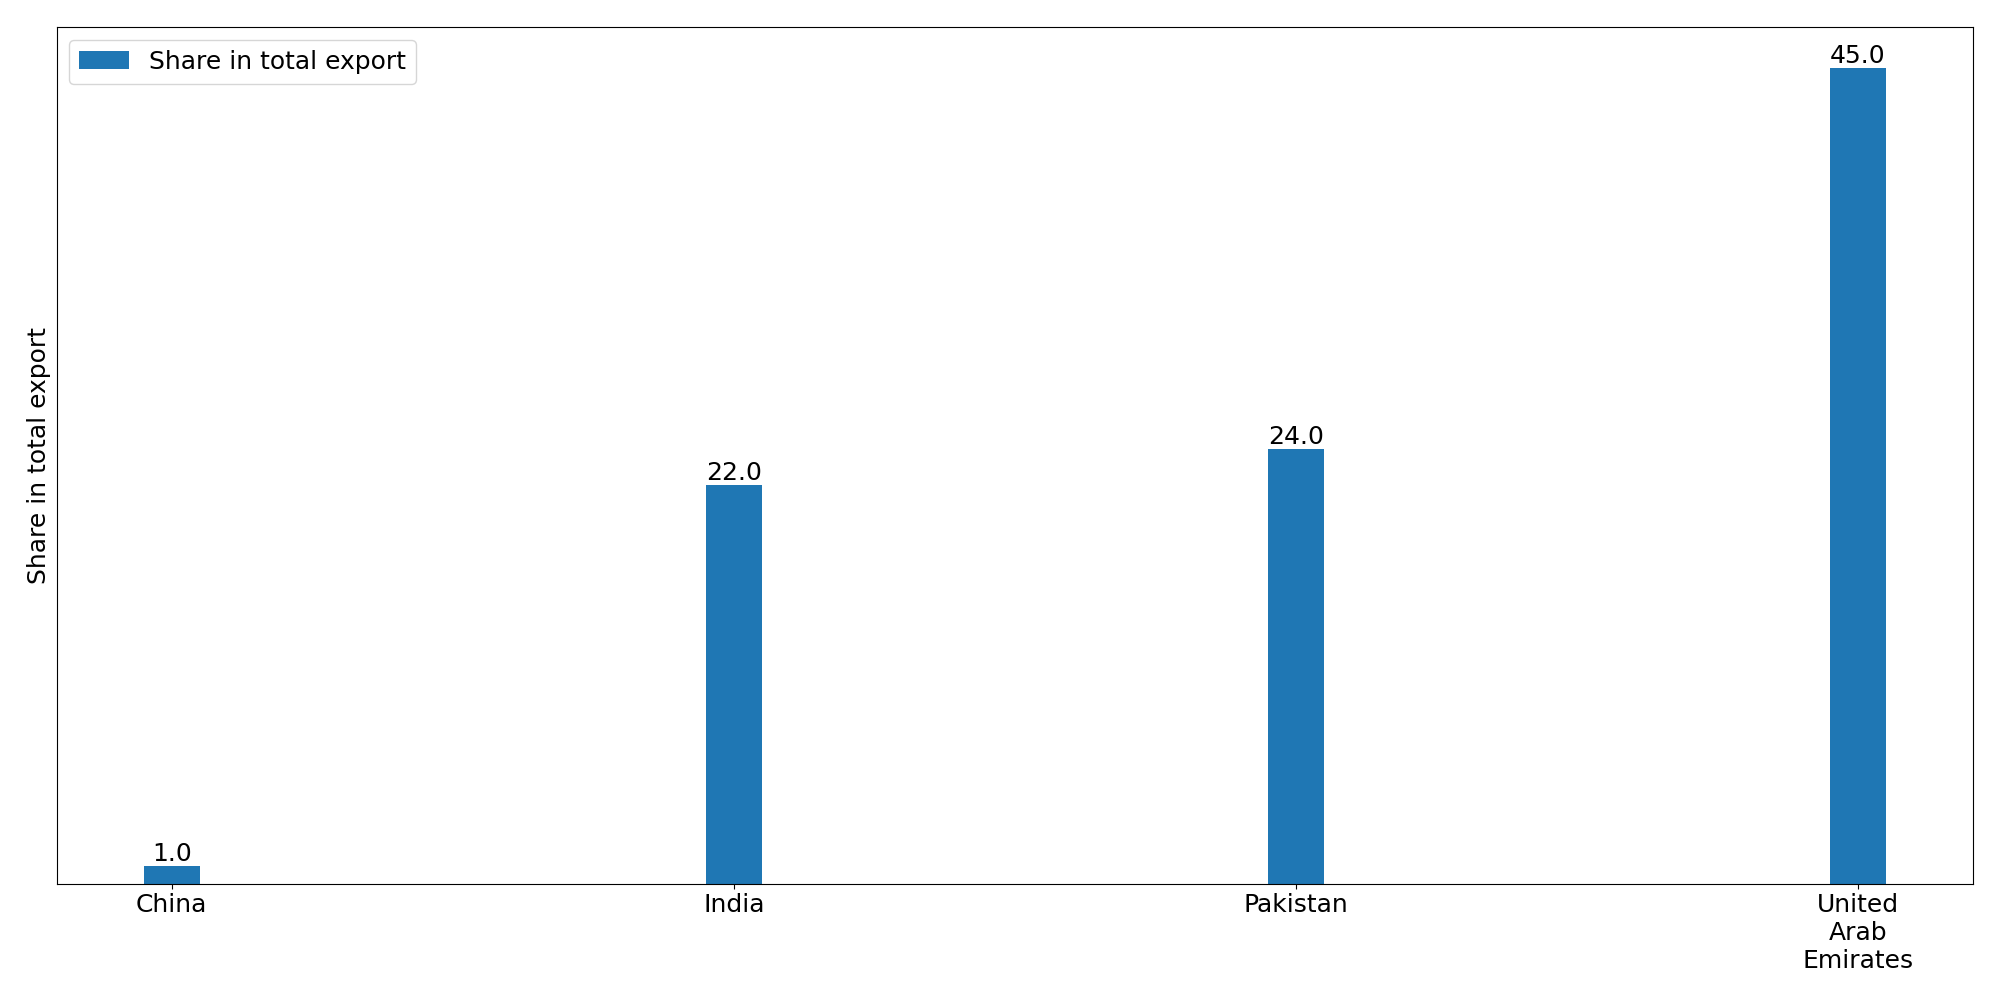 Share in total export
45.0
24.0
22.0
1.0
Share in total export
China
India
Pakistan
United
Arab
Emirates